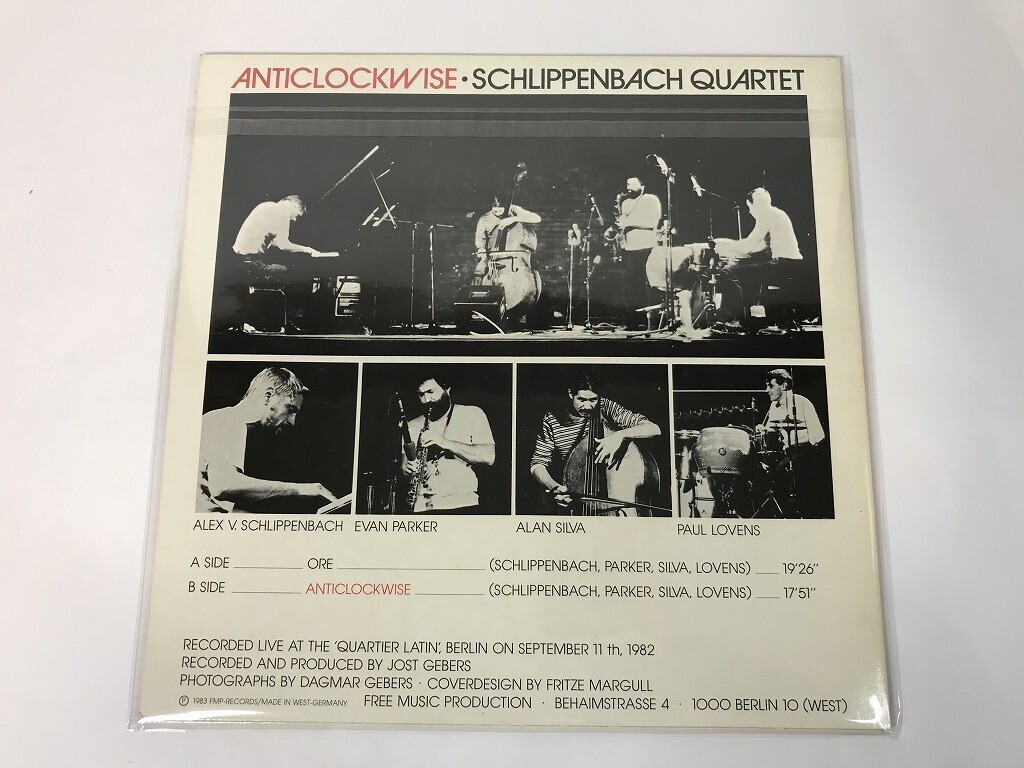 ANTICLOCKWISE • SCHLIPPENBACH QUARTET
ALEX V. SCHLIPPENBACH EVAN PARKER ALAN SILVA PAUL LOVENS
A SIDE ORE (SCHLIPPENBACH, PARKER, SILVA, LOVENS) 19'26"
B SIDE ANTICLOCKWISE (SCHLIPPENBACH, PARKER, SILVA, LOVENS) 17'51"
RECORDED LIVE AT THE 'QUARTIER LATIN', BERLIN ON SEPTEMBER 11 th, 1982
RECORDED AND PRODUCED BY JOST GEBERS
PHOTOGRAPHS BY DAGMAR GEBERS · COVERDESIGN BY FRITZE MARGULL
Ⓟ 1983 FMP-RECORDS/MADE IN WEST-GERMANY FREE MUSIC PRODUCTION · BEHAIMSTRASSE 4 · 1000 BERLIN 10 (WEST)